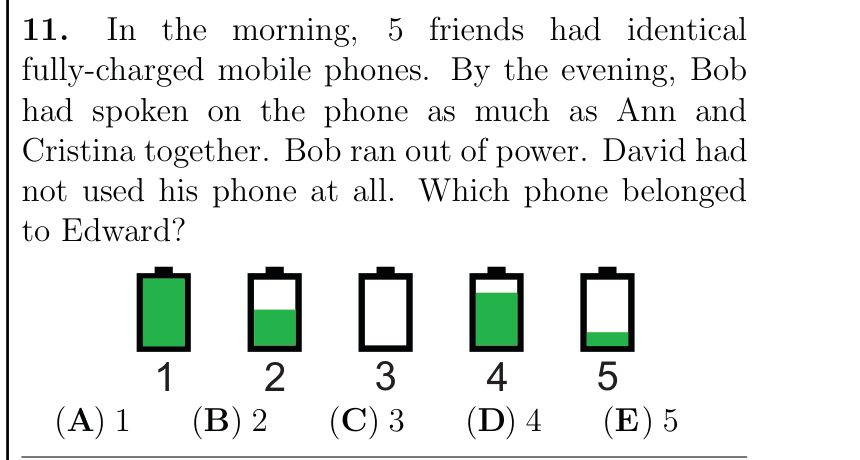 11. In the morning, 5 friends had identical
fully-charged mobile phones. By the evening, Bob
had spoken on the phone as much as Ann and
Cristina together. Bob ran out of power. David had
not used his phone at all. Which phone belonged
to Edward?
1 2 3 4 5
(A) 1 (B) 2 (C) 3 (D) 4 (E) 5